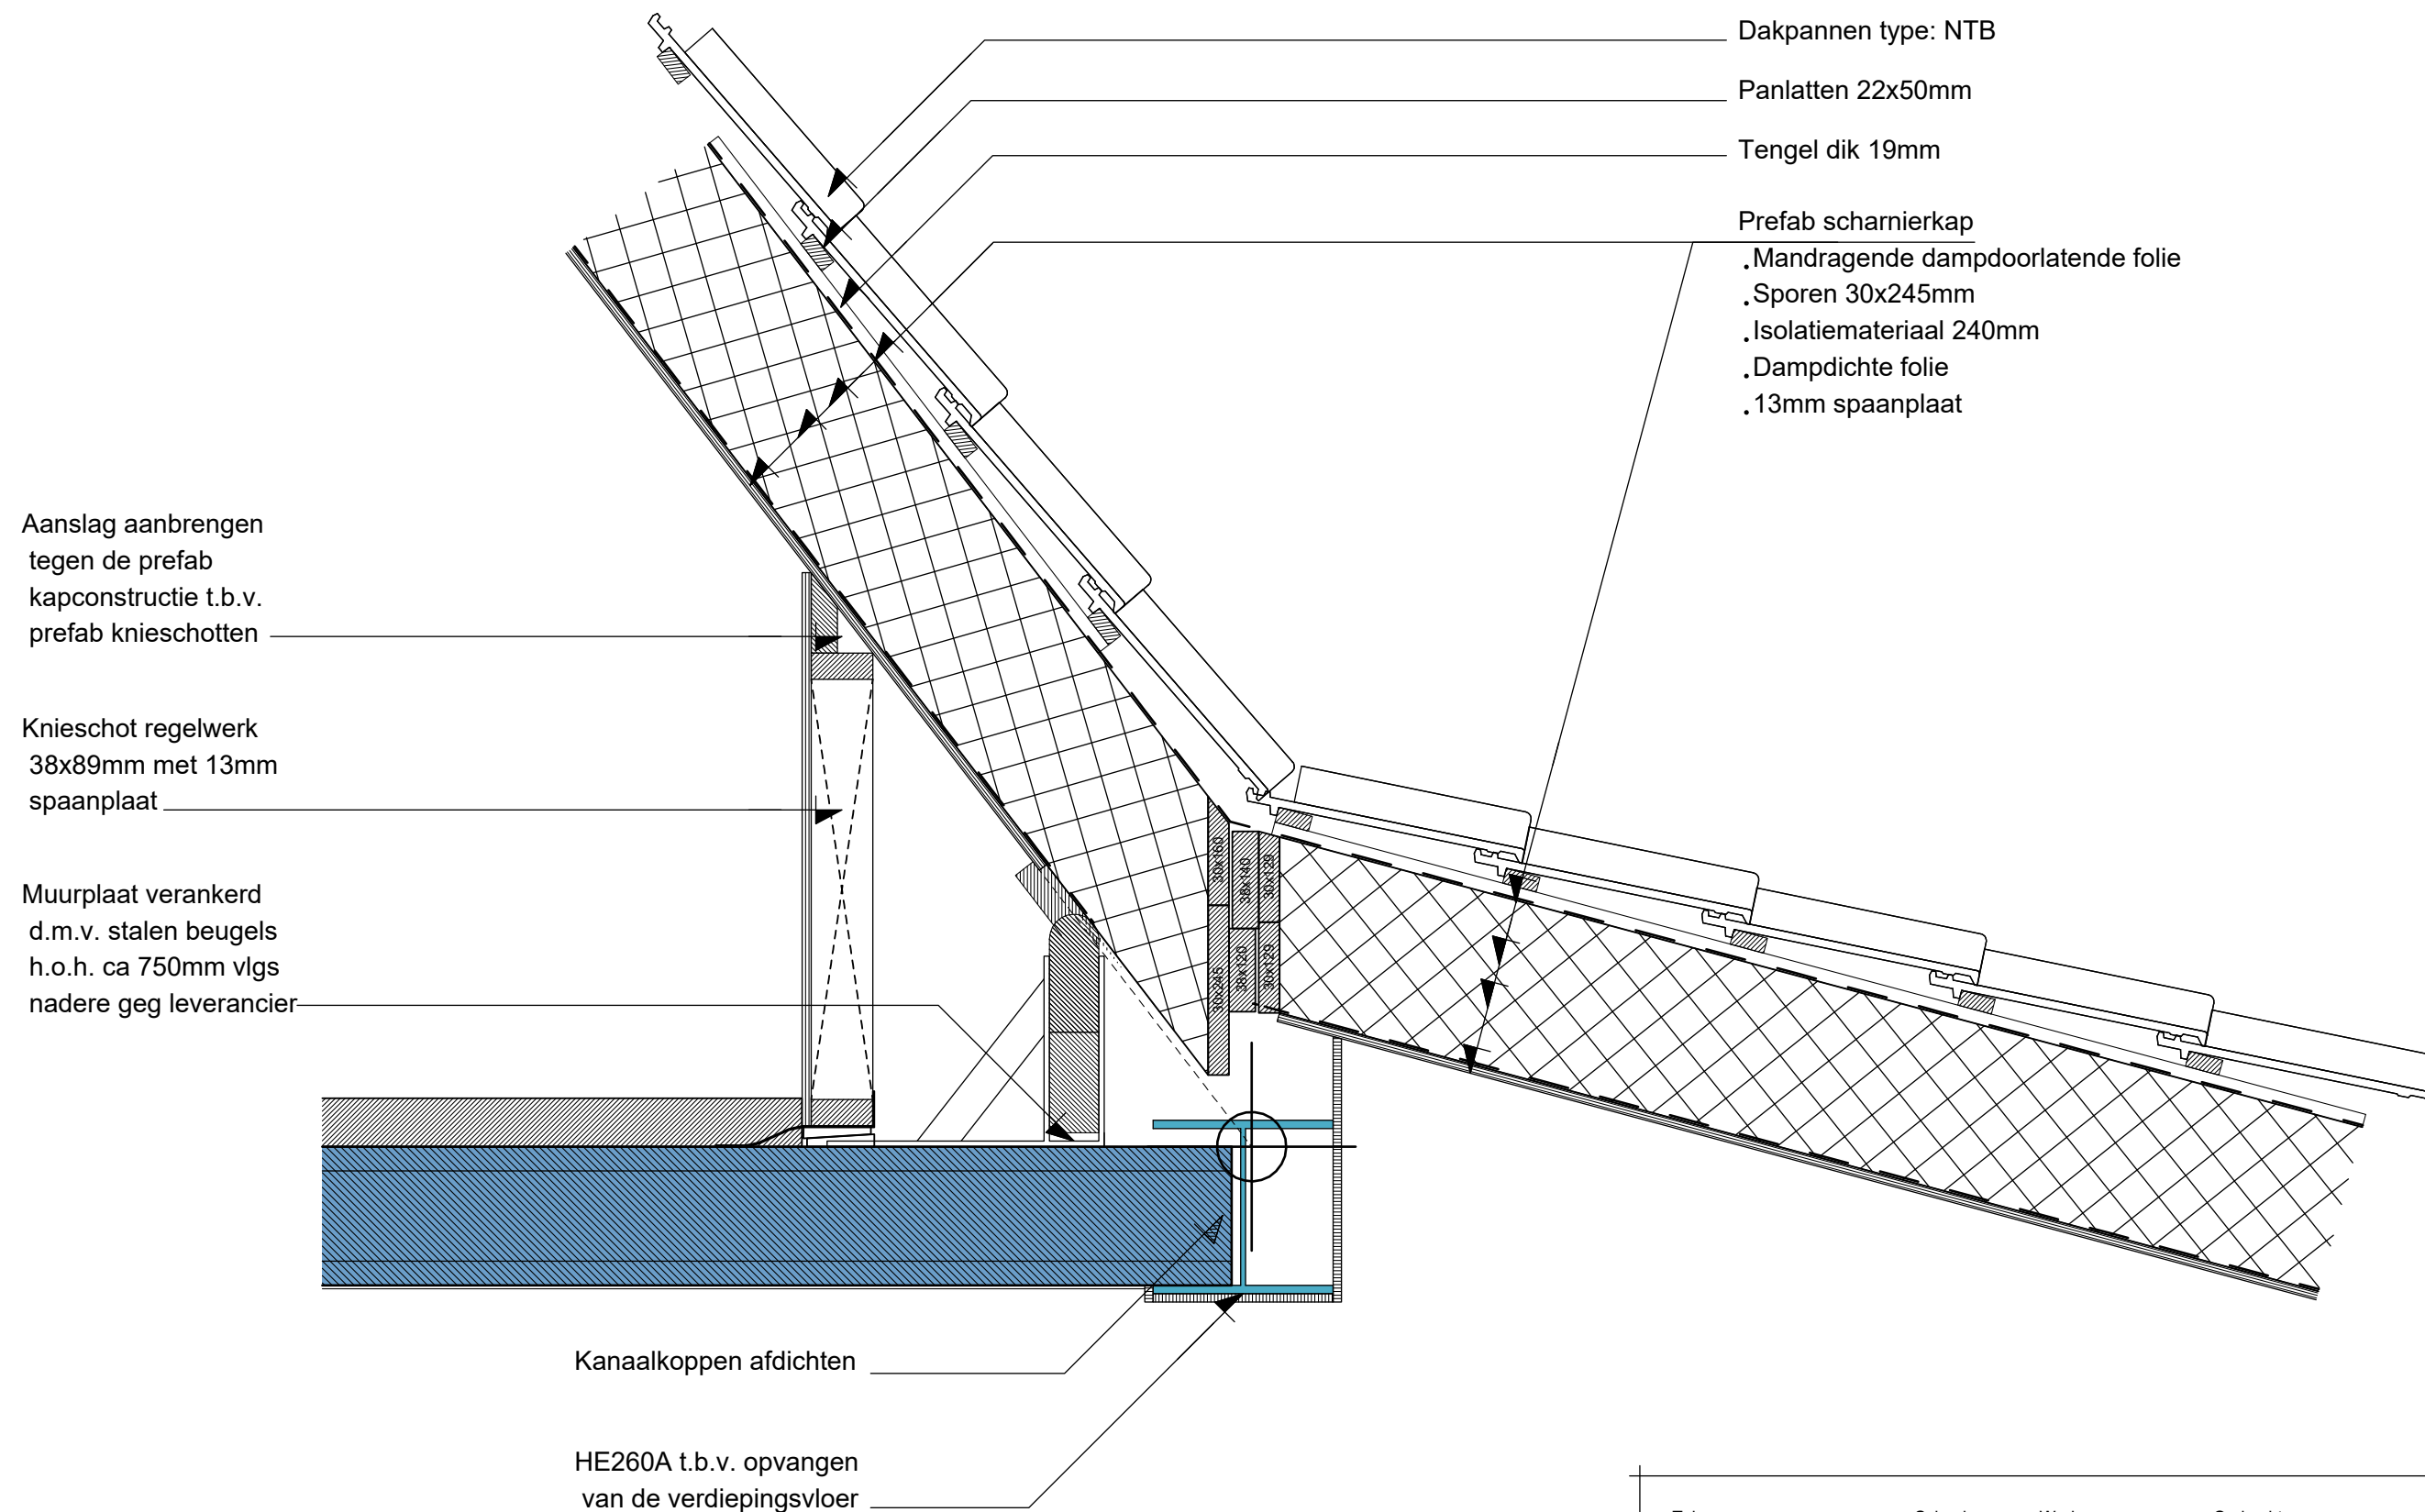 Dakpannen type: NTB
Panlatten 22x50mm
Tengel dik 19mm
Prefab scharnierkap
.Mandragende dampdoorlatende folie
.Sporen 30x245mm
.Isolatiemateriaal 240mm
.Dampdichte folie
.13mm spaanplaat
Aanslag aanbrengen
tegen de prefab
kapconstructie t.b.v.
prefab knieschotten
Knieschot regelwerk
38x89mm met 13mm
spaanplaat
Muurplaat verankerd
d.m.v. stalen beugels
h.o.h. ca 750mm vlgs
nadere geg leverancier
30x160
38x140
30x129
30x245
38x120
30x129
Kanaalkoppen afdichten
HE260A t.b.v. opvangen
van de verdiepingsvloer